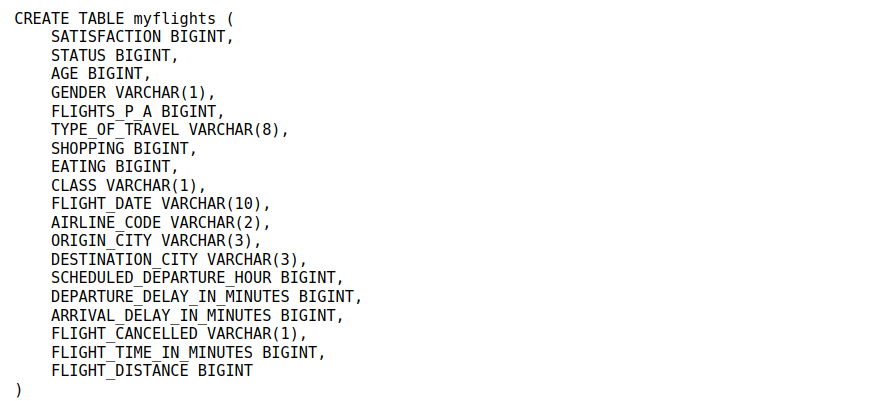 CREATE TABLE myflights (
    SATISFACTION BIGINT,
    STATUS BIGINT,
    AGE BIGINT,
    GENDER VARCHAR(1),
    FLIGHTS_P_A BIGINT,
    TYPE_OF_TRAVEL VARCHAR(8),
    SHOPPING BIGINT,
    EATING BIGINT,
    CLASS VARCHAR(1),
    FLIGHT_DATE VARCHAR(10),
    AIRLINE_CODE VARCHAR(2),
    ORIGIN_CITY VARCHAR(3),
    DESTINATION_CITY VARCHAR(3),
    SCHEDULED_DEPARTURE_HOUR BIGINT,
    DEPARTURE_DELAY_IN_MINUTES BIGINT,
    ARRIVAL_DELAY_IN_MINUTES BIGINT,
    FLIGHT_CANCELLED VARCHAR(1),
    FLIGHT_TIME_IN_MINUTES BIGINT,
    FLIGHT_DISTANCE BIGINT
)